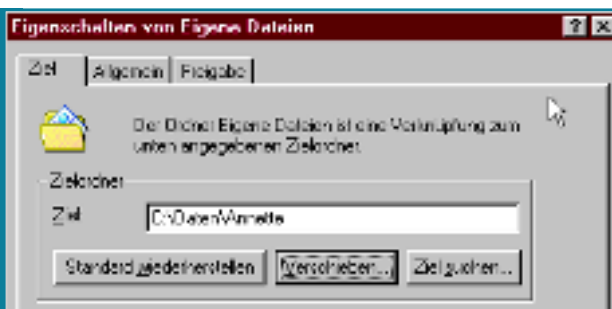 Eigenschaften von Eigene Dateien
Ziel Allgemein Freigabe
Der Ordner Eigene Dateien ist eine Verknüpfung zum
unten angegebenen Zielordner.
Zielordner
Ziel: C:\Daten\Annette
Standard wiederherstellen Verschieben... Ziel suchen...